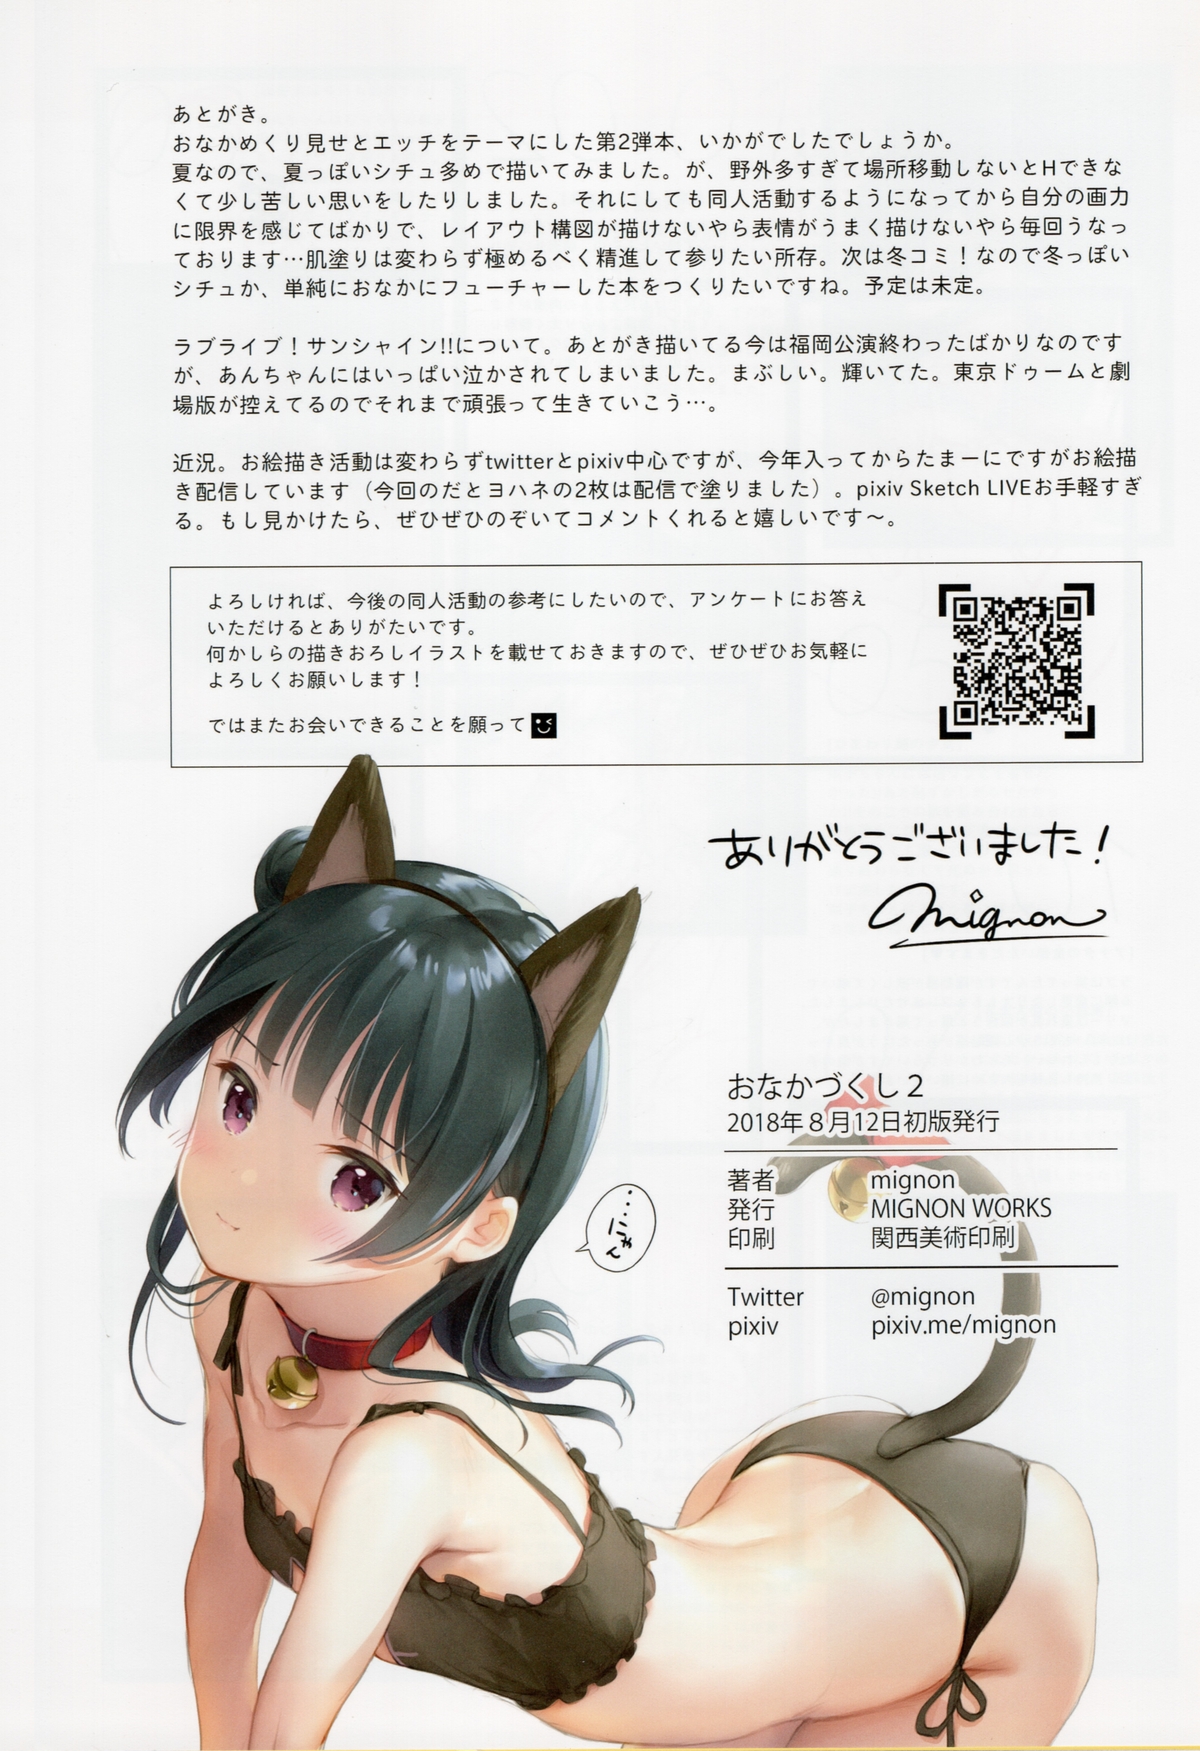 あとがき。
おなかめくり見せとエッチをテーマにした第2弾本、いかがでしたでしょうか。
夏なので、夏っぽいシチュ多めで描いてみました。が、野外多すぎて場所移動しないとHできな
くて少し苦しい思いをしたりしました。それにしても同人活動するようになってから自分の画力
に限界を感じてばかりで、レイアウト構図が描けないやら表情がうまく描けないやら毎回うなっ
ております…肌塗りは変わらず極めるべく精進して参りたい所存。次は冬コミ！なので冬っぽい
シチュか、単純におなかにフューチャーした本をつくりたいですね。予定は未定。
ラブライブ！サンシャイン!!について。あとがき描いてる今は福岡公演終わったばかりなのです
が、あんちゃんにはいっぱい泣かされてしまいました。まぶしい。輝いてた。東京ドゥームと劇
場版が控えてるのでそれまで頑張って生きていこう…。
近況。お絵描き活動は変わらずtwitterとpixiv中心ですが、今年入ってからたまーにですがお絵描
き配信しています（今回のだとヨハネの2枚は配信で塗りました）。pixiv Sketch LIVEお手軽すぎ
る。もし見かけたら、ぜひぜひのぞいてコメントくれると嬉しいです～。
よろしければ、今後の同人活動の参考にしたいので、アンケートにお答え
いただけるとありがたいです。
何かしらの描きおろしイラストを載せておきますので、ぜひぜひお気軽に
よろしくお願いします！
ではまたお会いできることを願って
ありがとうございました！
mignon
おなかづくし2
2018年8月12日初版発行
著者 mignon
発行 MIGNON WORKS
印刷 関西美術印刷
Twitter @mignon
pixiv pixiv.me/mignon
…にゃん